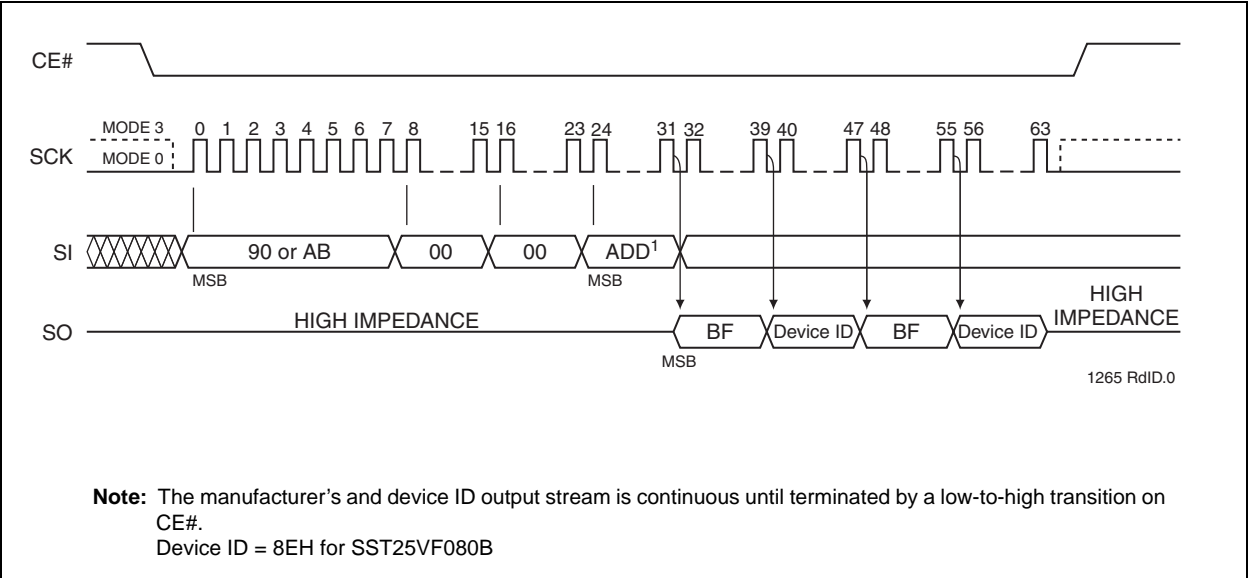 CE#
MODE 3
0 1 2 3 4 5 6 7 8 15 16 23 24 31 32 39 40 47 48 55 56 63
SCK
MODE 0
SI
90 or AB
00
00
ADD1
MSB
MSB
HIGH IMPEDANCE
HIGH
IMPEDANCE
SO
BF
Device ID
BF
Device ID
MSB
1265 RdID.0
Note: The manufacturer's and device ID output stream is continuous until terminated by a low-to-high transition on
CE#.
Device ID = 8EH for SST25VF080B